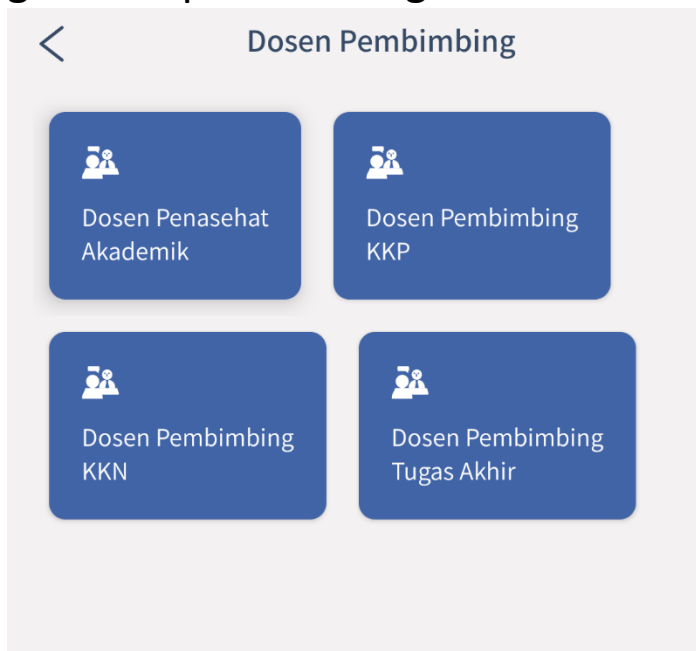 Dosen Pembimbing
Dosen Penasehat
Akademik
Dosen Pembimbing
KKP
Dosen Pembimbing
KKN
Dosen Pembimbing
Tugas Akhir